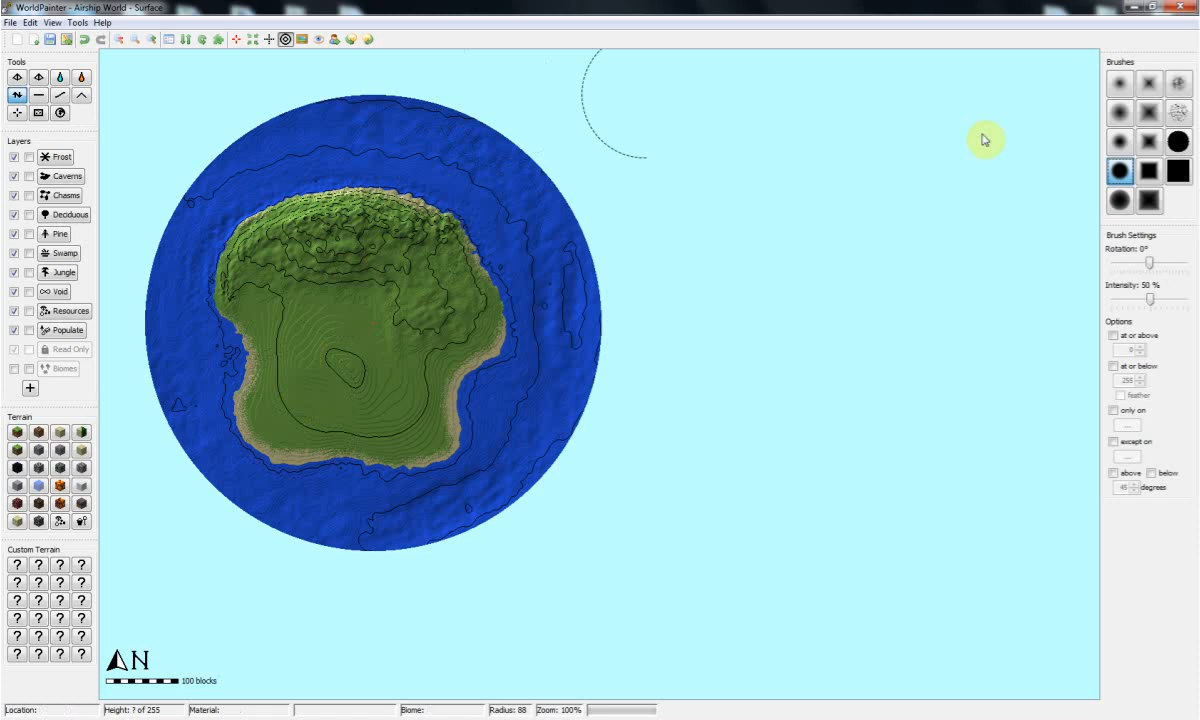 WorldPainter - Airship World - Surface
File Edit View Tools Help
Tools
Layers
Frost
Caverns
Chasms
Deciduous
Pine
Swamp
Jungle
Void
Resources
Populate
Read Only
Biomes
+
Terrain
Custom Terrain
? ? ? ?
? ? ? ?
? ? ? ?
? ? ? ?
? ? ? ?
? ? ? ?
N
100 blocks
Brushes
Brush Settings
Rotation: 0°
Intensity: 50 %
Options
at or above
0
at or below
255
feather
only on
...
except on
...
above below
45 degrees
Location: Height: ? of 255 Material: Biome: Radius: 88 Zoom: 100%